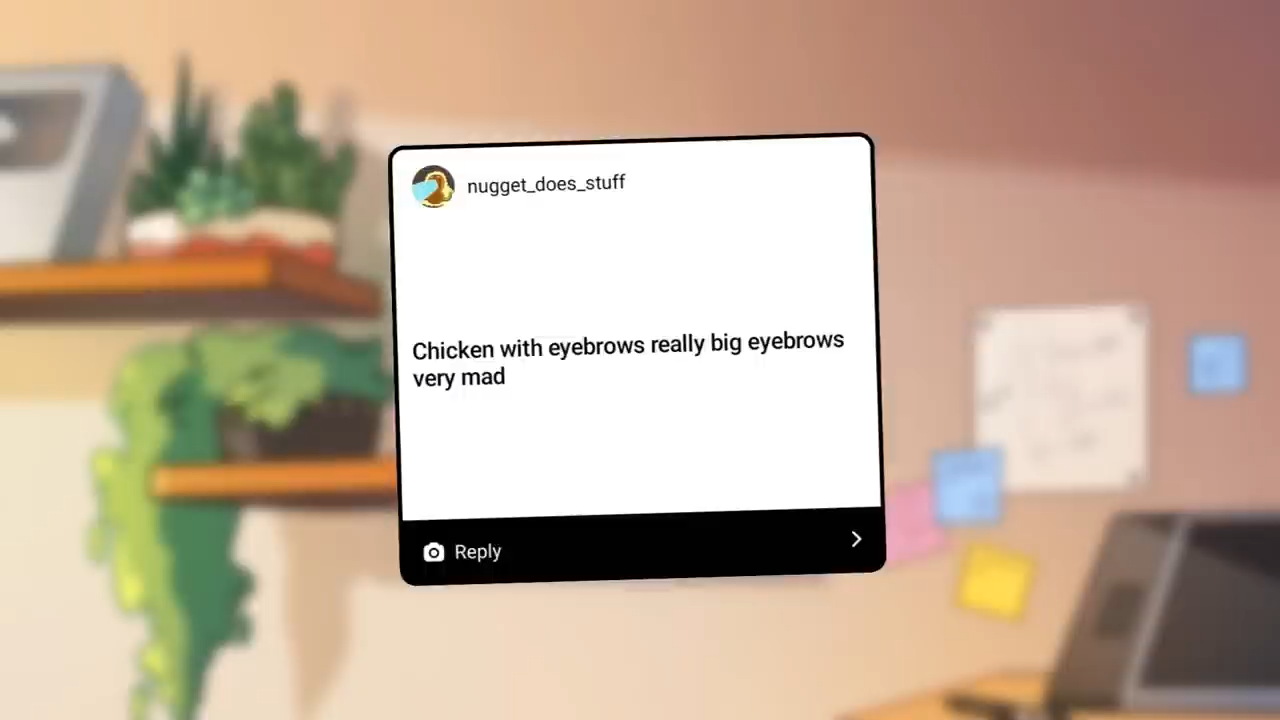 nugget_does_stuff
Chicken with eyebrows really big eyebrows
very mad
Reply